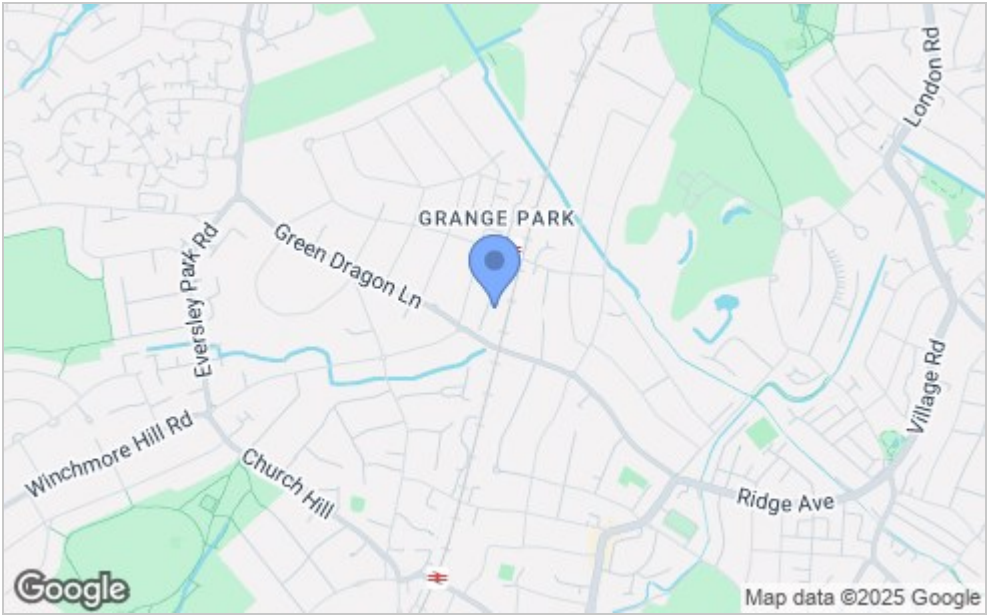 London Rd
GRANGE PARK
Green Dragon Ln
Eversley Park Rd
Village Rd
Winchmore Hill Rd
Church Hill
Ridge Ave
Google
Map data ©2025 Google